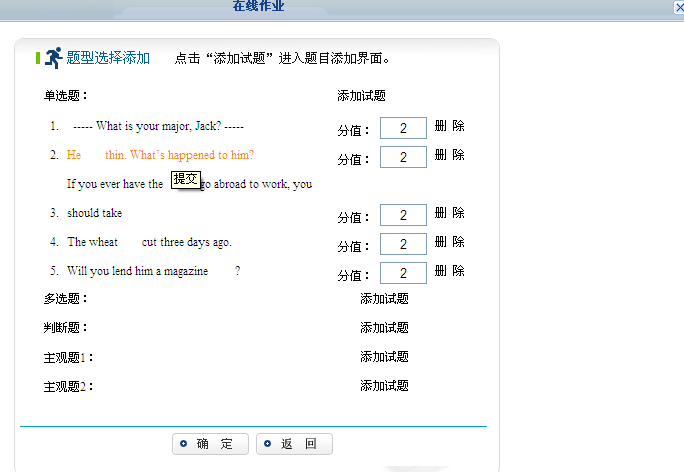 在线作业
题型选择添加 点击“添加试题”进入题目添加界面。
单选题： 添加试题
1. ----- What is your major, Jack? ----- 分值： 2 删 除
2. He thin. What's happened to him? 分值： 2 删 除
If you ever have the 提交 go abroad to work, you
3. should take 分值： 2 删 除
4. The wheat cut three days ago. 分值： 2 删 除
5. Will you lend him a magazine ? 分值： 2 删 除
多选题： 添加试题
判断题： 添加试题
主观题1： 添加试题
主观题2： 添加试题
确 定 返 回